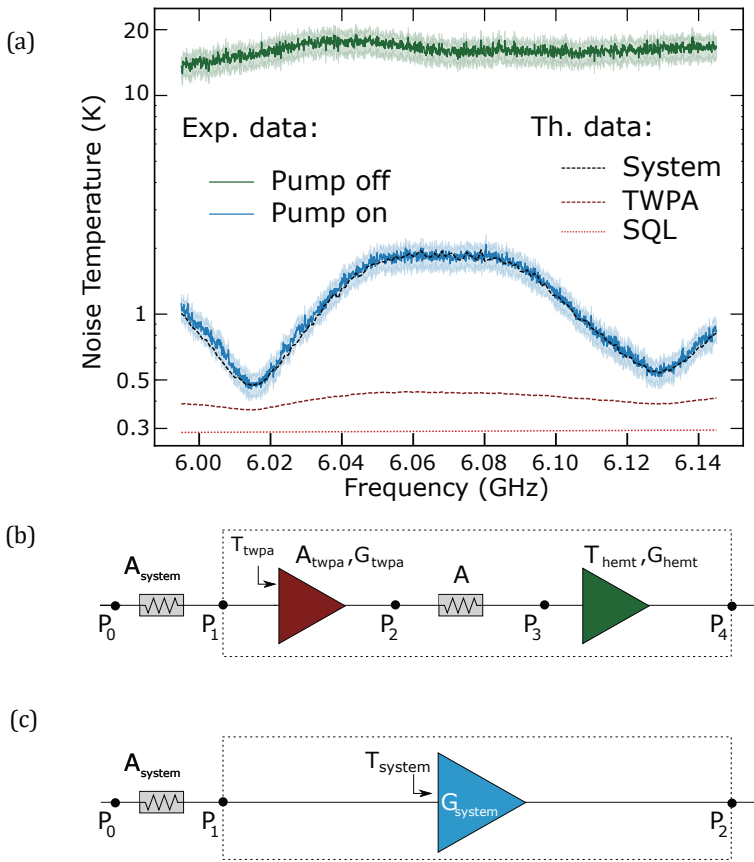 (a)
20
10
1
0.5
0.3
Noise Temperature (K)
Exp. data:
Pump off
Pump on
Th. data:
System
TWPA
SQL
6.00 6.02 6.04 6.06 6.08 6.10 6.12 6.14
Frequency (GHz)
(b)
A_system
T_twpa
A_twpa,G_twpa
A
T_hemt,G_hemt
P_0 P_1 P_2 P_3 P_4
(c)
A_system
T_system
G_system
P_0 P_1 P_2